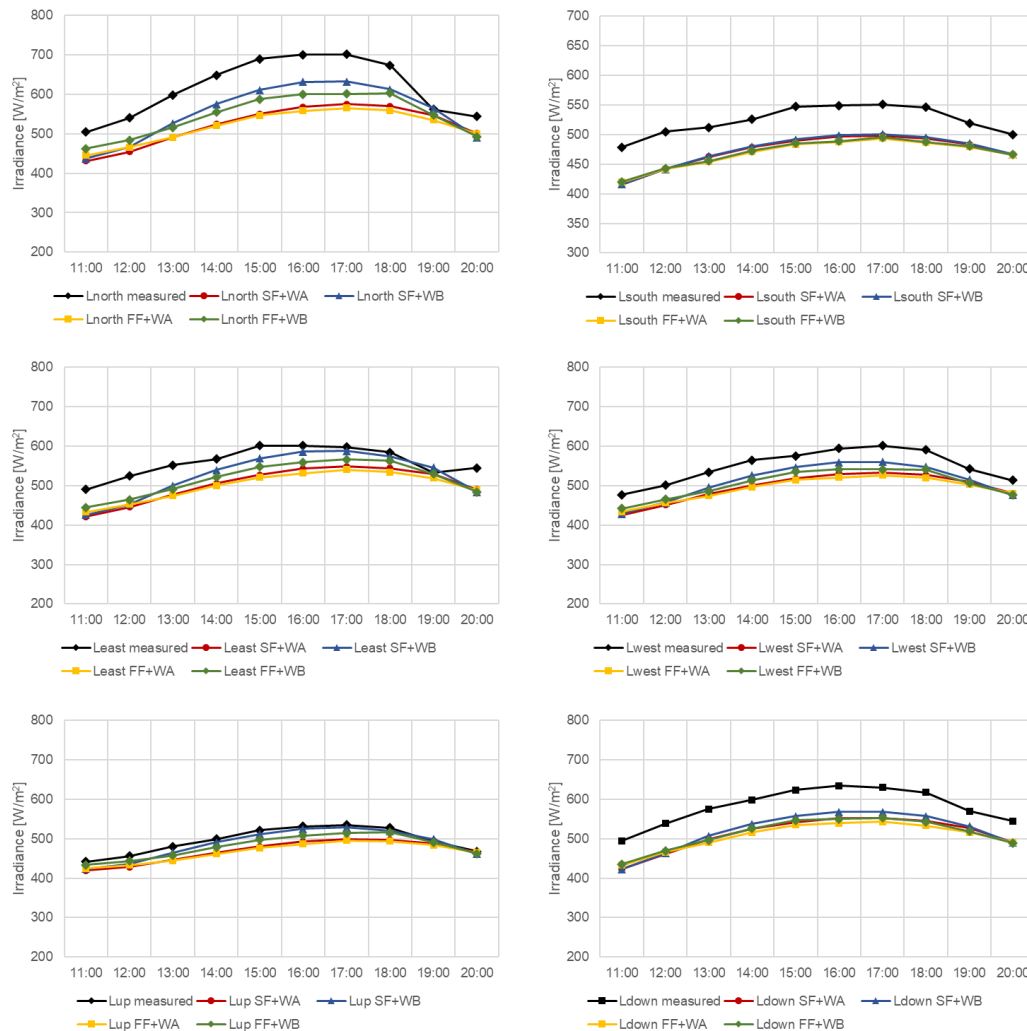 800
700
600
500
400
300
200
Irradiance [W/m²]
11:00 12:00 13:00 14:00 15:00 16:00 17:00 18:00 19:00 20:00
Lnorth measured Lnorth SF+WA Lnorth SF+WB
Lnorth FF+WA Lnorth FF+WB
700
650
600
550
500
450
400
350
300
Irradiance [W/m²]
11:00 12:00 13:00 14:00 15:00 16:00 17:00 18:00 19:00 20:00
Lsouth measured Lsouth SF+WA Lsouth SF+WB
Lsouth FF+WA Lsouth FF+WB
800
700
600
500
400
300
200
Irradiance [W/m²]
11:00 12:00 13:00 14:00 15:00 16:00 17:00 18:00 19:00 20:00
Least measured Least SF+WA Least SF+WB
Least FF+WA Least FF+WB
800
700
600
500
400
300
200
Irradiance [W/m²]
11:00 12:00 13:00 14:00 15:00 16:00 17:00 18:00 19:00 20:00
Lwest measured Lwest SF+WA Lwest SF+WB
Lwest FF+WA Lwest FF+WB
800
700
600
500
400
300
200
Irradiance [W/m²]
11:00 12:00 13:00 14:00 15:00 16:00 17:00 18:00 19:00 20:00
Lup measured Lup SF+WA Lup SF+WB
Lup FF+WA Lup FF+WB
800
700
600
500
400
300
200
Irradiance [W/m²]
11:00 12:00 13:00 14:00 15:00 16:00 17:00 18:00 19:00 20:00
Ldown measured Ldown SF+WA Ldown SF+WB
Ldown FF+WA Ldown FF+WB